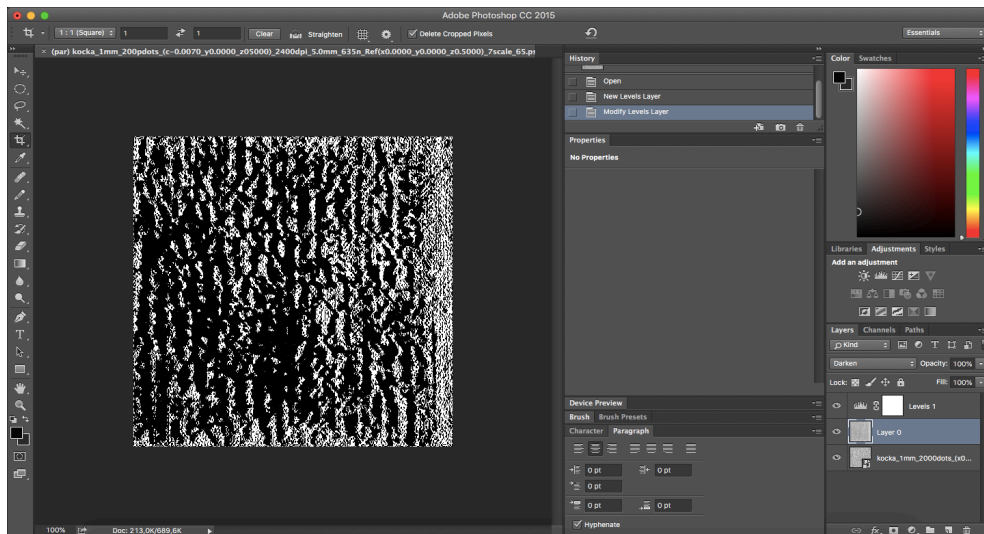 Adobe Photoshop CC 2015
1 : 1 (Square) 1 1 Clear Straighten Delete Cropped Pixels Essentials
× (par) kocka_1mm_200pdots_(c-0.0070_y0.0000_z05000)_2400dpi_5.0mm_635n_Ref(x0.0000_y0.0000_z0.5000)_7scale_65.ps
History
Open
New Levels Layer
Modify Levels Layer
Properties
No Properties
Device Preview
Brush Brush Presets
Character Paragraph
0 pt 0 pt
0 pt
0 pt 0 pt
Hyphenate
Color Swatches
Libraries Adjustments Styles
Add an adjustment
Layers Channels Paths
Kind
Darken Opacity: 100%
Lock: Fill: 100%
Levels 1
Layer 0
kocka_1mm_2000dots_(x0...
100% Doc: 213,0K/689,6K